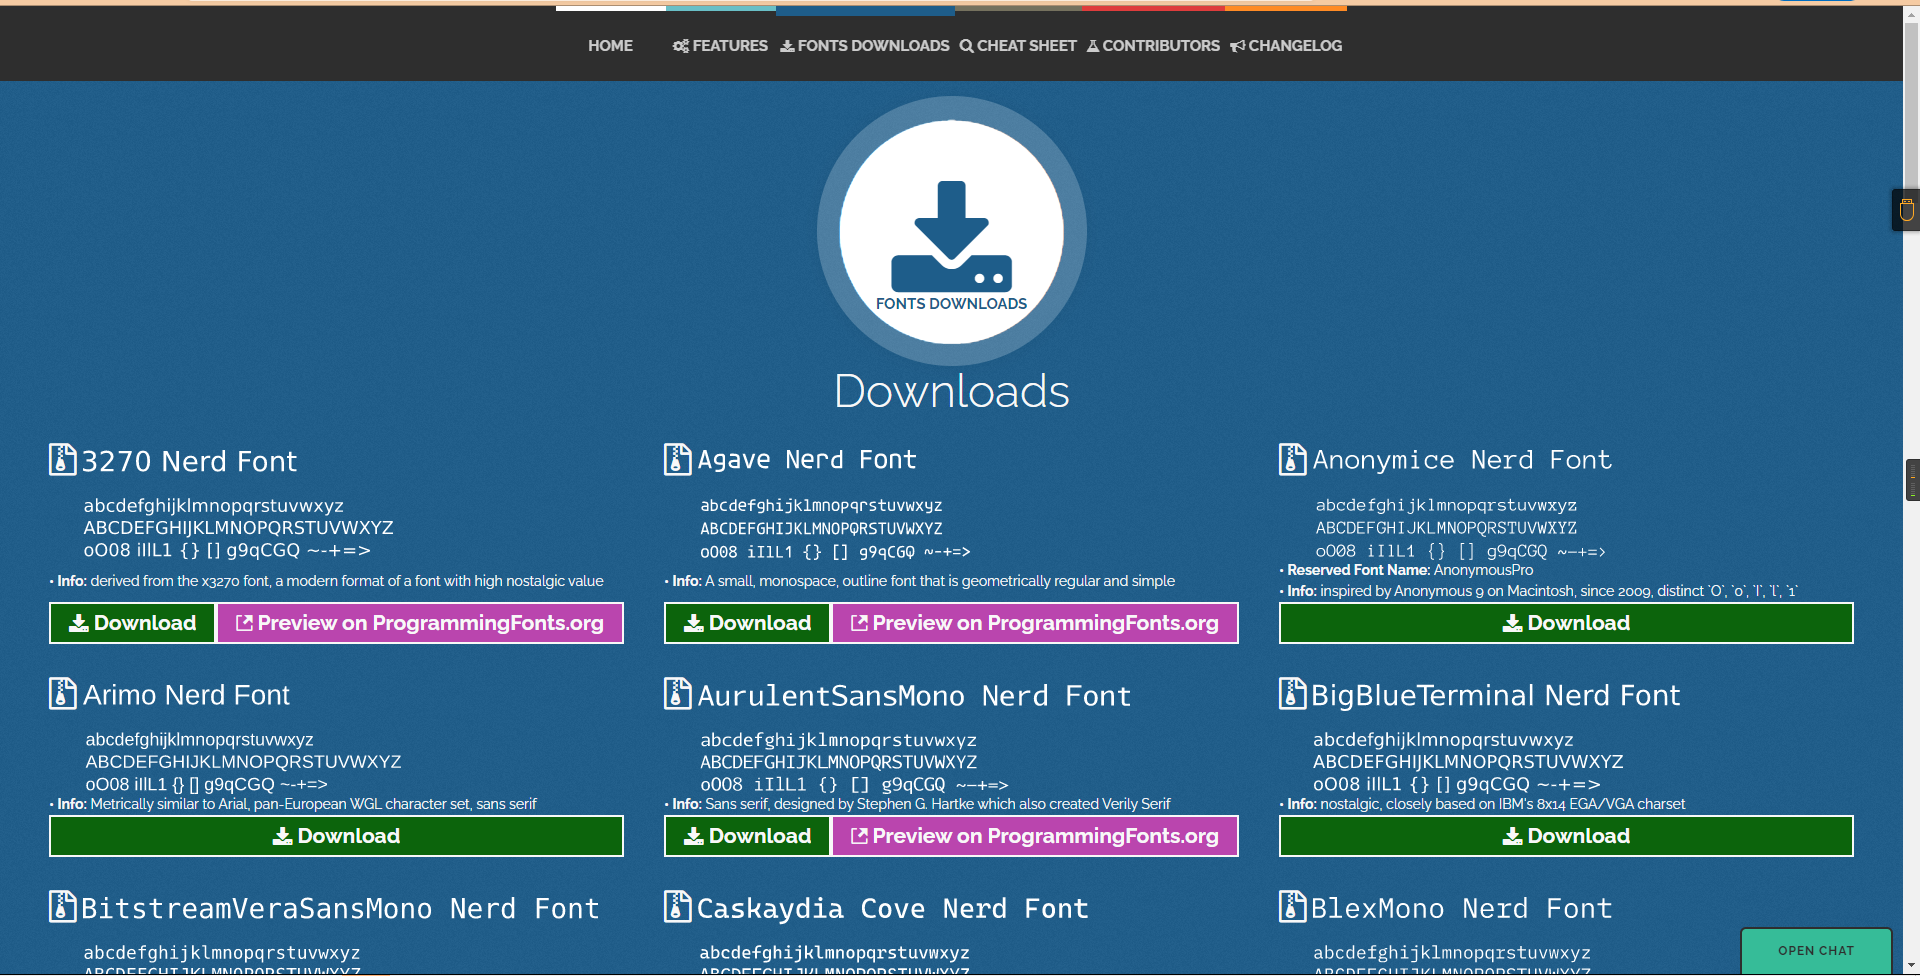 HOME FEATURES FONTS DOWNLOADS CHEAT SHEET CONTRIBUTORS CHANGELOG
FONTS DOWNLOADS
Downloads
3270 Nerd Font
abcdefghijklmnopqrstuvwxyz
ABCDEFGHIJKLMNOPQRSTUVWXYZ
oO08 iIlL1 {} [] g9qCGQ ~-+=>
• Info: derived from the x3270 font, a modern format of a font with high nostalgic value
Download Preview on ProgrammingFonts.org
Agave Nerd Font
abcdefghijklmnopqrstuvwxyz
ABCDEFGHIJKLMNOPQRSTUVWXYZ
oO08 iIlL1 {} [] g9qCGQ ~-+=>
• Info: A small, monospace, outline font that is geometrically regular and simple
Download Preview on ProgrammingFonts.org
Anonymice Nerd Font
abcdefghijklmnopqrstuvwxyz
ABCDEFGHIJKLMNOPQRSTUVWXYZ
oO08 iIlL1 {} [] g9qCGQ ~-+=>
• Reserved Font Name: AnonymousPro
• Info: inspired by Anonymous 9 on Macintosh, since 2009, distinct `O`, `0`, `I`, `l`, `1`
Download
Arimo Nerd Font
abcdefghijklmnopqrstuvwxyz
ABCDEFGHIJKLMNOPQRSTUVWXYZ
oO08 iIlL1 {} [] g9qCGQ ~-+=>
• Info: Metrically similar to Arial, pan-European WGL character set, sans serif
Download
AurulentSansMono Nerd Font
abcdefghijklmnopqrstuvwxyz
ABCDEFGHIJKLMNOPQRSTUVWXYZ
oO08 iIlL1 {} [] g9qCGQ ~-+=>
• Info: Sans serif, designed by Stephen G. Hartke which also created Verily Serif
Download Preview on ProgrammingFonts.org
BigBlueTerminal Nerd Font
abcdefghijklmnopqrstuvwxyz
ABCDEFGHIJKLMNOPQRSTUVWXYZ
oO08 iIlL1 {} [] g9qCGQ ~-+=>
• Info: nostalgic, closely based on IBM's 8x14 EGA/VGA charset
Download
BitstreamVeraSansMono Nerd Font
abcdefghijklmnopqrstuvwxyz
ABCDEFGHIJKLMNOPQRSTUVWXYZ
Caskaydia Cove Nerd Font
abcdefghijklmnopqrstuvwxyz
ABCDEFGHIJKLMNOPQRSTUVWXYZ
BlexMono Nerd Font
abcdefghijklmnopqrstuvwxyz
ABCDEFGHIJKLMNOPQRSTUVWXYZ
OPEN CHAT